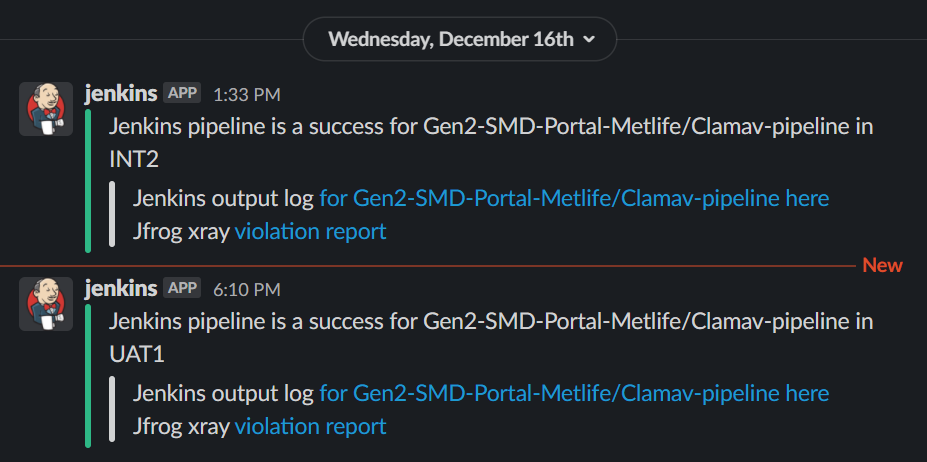 Wednesday, December 16th
jenkins APP 1:33 PM
Jenkins pipeline is a success for Gen2-SMD-Portal-Metlife/Clamav-pipeline in
INT2
Jenkins output log for Gen2-SMD-Portal-Metlife/Clamav-pipeline here
Jfrog xray violation report
New
jenkins APP 6:10 PM
Jenkins pipeline is a success for Gen2-SMD-Portal-Metlife/Clamav-pipeline in
UAT1
Jenkins output log for Gen2-SMD-Portal-Metlife/Clamav-pipeline here
Jfrog xray violation report